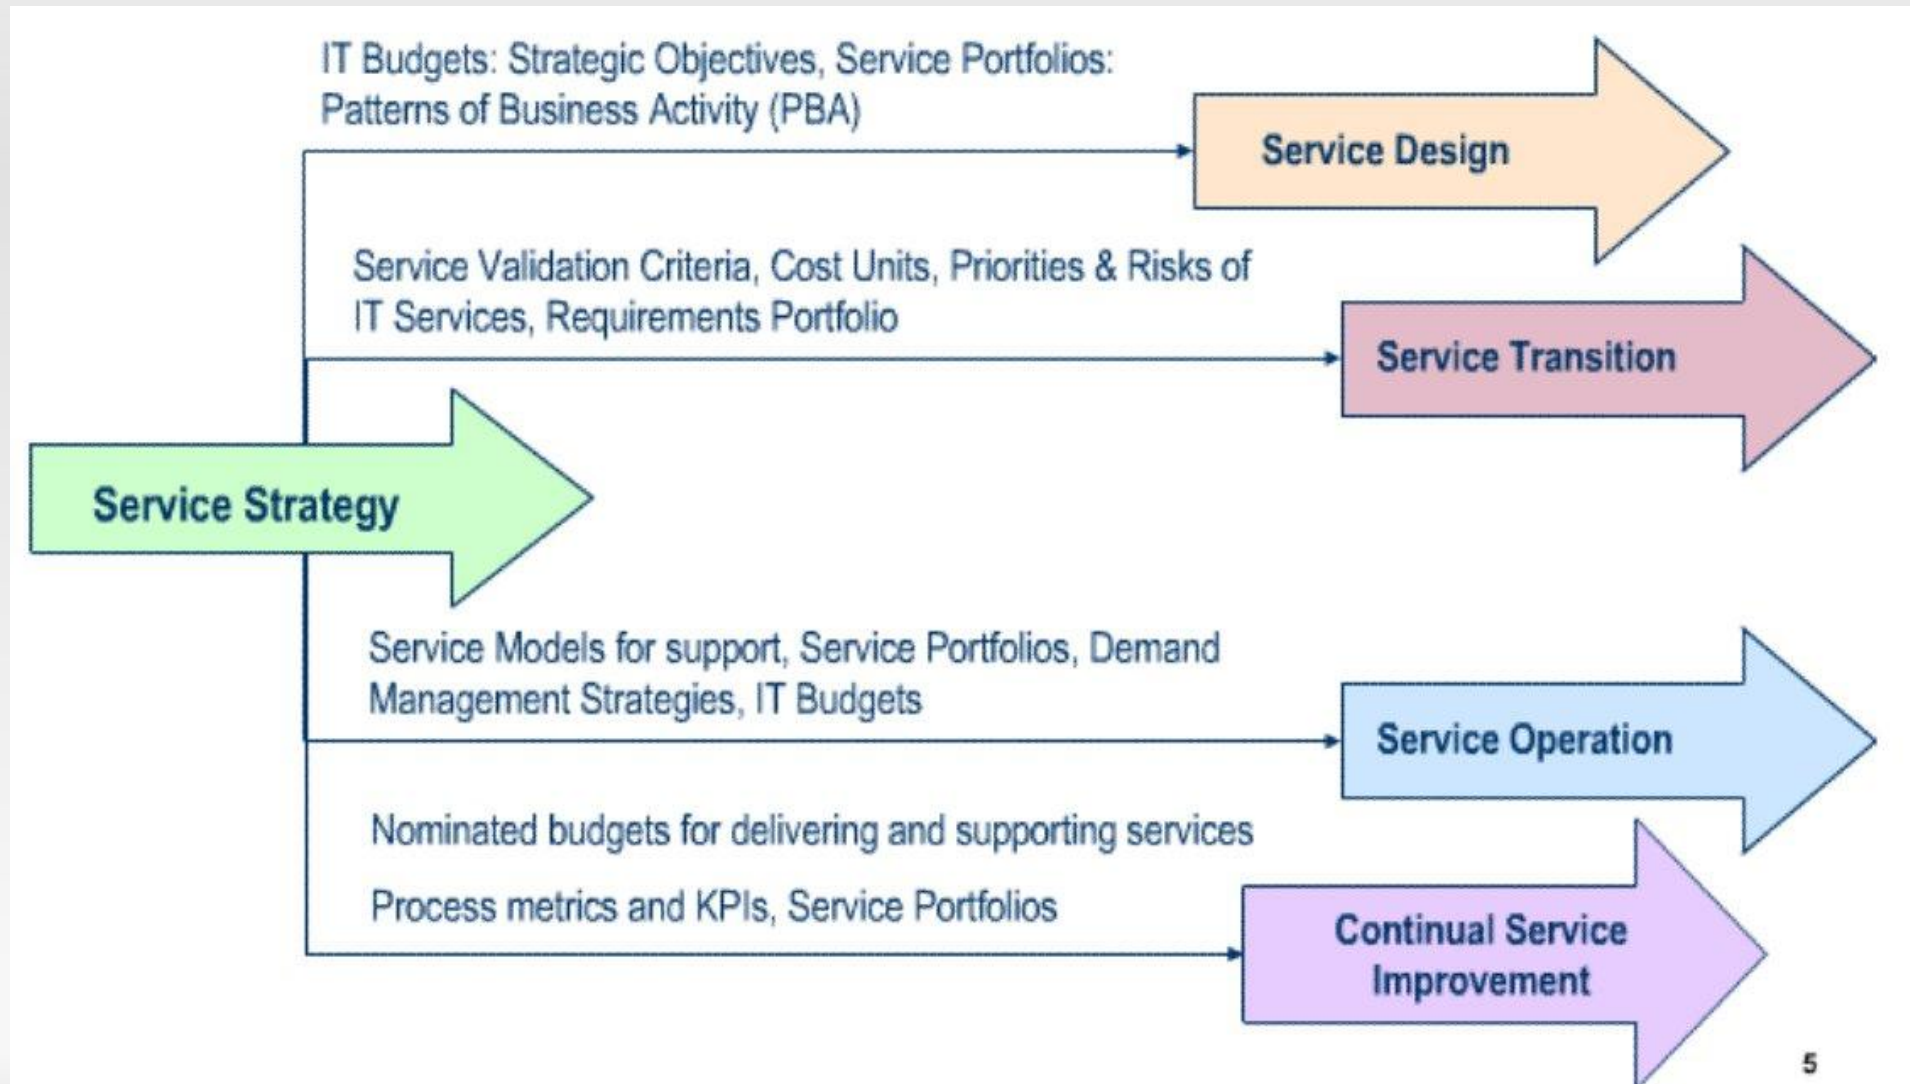 IT Budgets: Strategic Objectives, Service Portfolios:
Patterns of Business Activity (PBA)
Service Design
Service Validation Criteria, Cost Units, Priorities & Risks of
IT Services, Requirements Portfolio
Service Transition
Service Strategy
Service Models for support, Service Portfolios, Demand
Management Strategies, IT Budgets
Service Operation
Nominated budgets for delivering and supporting services
Process metrics and KPIs, Service Portfolios
Continual Service
Improvement
5